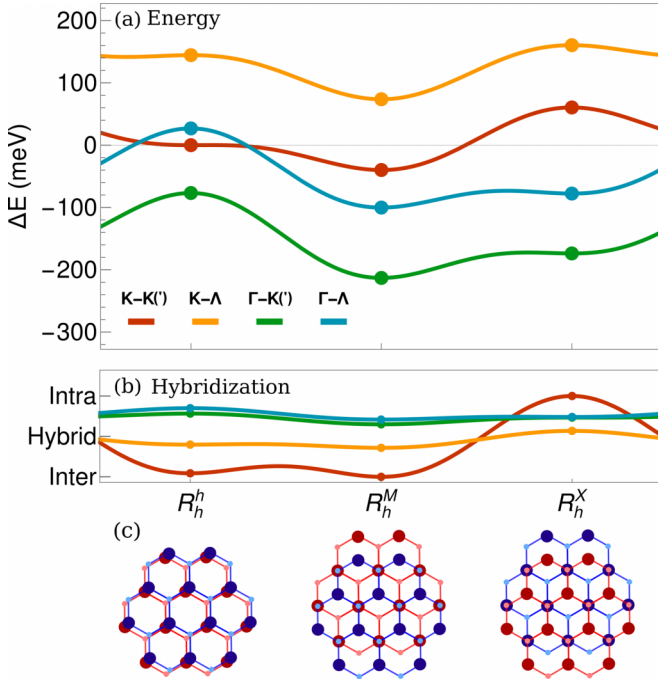 (a) Energy
200
100
0
−100
−200
−300
ΔE (meV)
K−K(') K−Λ Γ−K(') Γ−Λ
(b) Hybridization
Intra
Hybrid
Inter
R_h^h R_h^M R_h^X
(c)